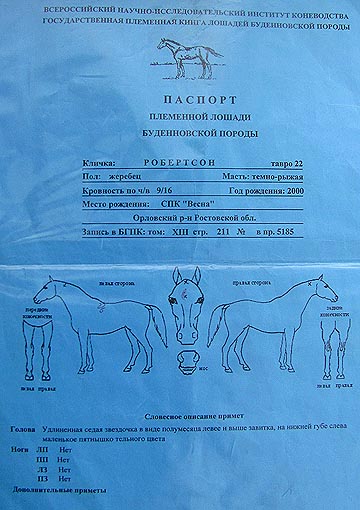 ВСЕРОССИЙСКИЙ НАУЧНО-ИССЛЕДОВАТЕЛЬСКИЙ ИНСТИТУТ КОНЕВОДСТВА
ГОСУДАРСТВЕННАЯ ПЛЕМЕННАЯ КНИГА ЛОШАДЕЙ БУДЕННОВСКОЙ ПОРОДЫ
ПАСПОРТ
ПЛЕМЕННОЙ ЛОШАДИ
БУДЕННОВСКОЙ ПОРОДЫ
Кличка: РОБЕРТСОН тавро 22
Пол: жеребец Масть: темно-рыжая
Кровность по ч/в 9/16 Год рождения: 2000
Место рождения: СПК "Весна"
Орловский р-н Ростовской обл.
Запись в БГПК: том: XIII стр. 211 № в пр. 5185
левая сторона правая сторона
передние конечности
задние конечности
нос
левая правая левая правая
Словесное описание примет
Голова Удлиненная седая звездочка в виде полумесяца левее и выше завитка, на нижней губе слева
маленькое пятнышко тельного цвета
Ноги ЛП Нет
ПП Нет
ЛЗ Нет
ПЗ Нет
Дополнительные приметы